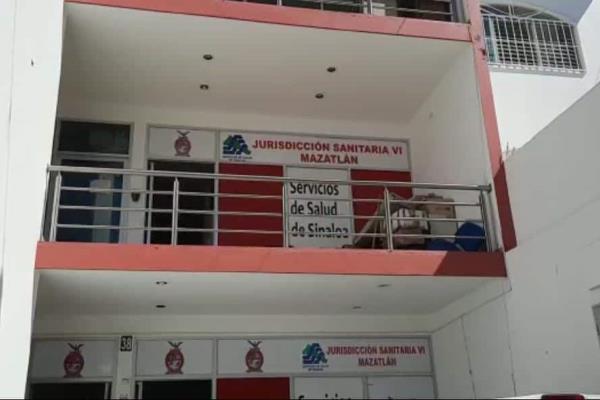 JURISDICCIÓN SANITARIA VI
MAZATLÁN
Servicios
de Salud
de Sinaloa
38
JURISDICCIÓN SANITARIA VI
MAZATLÁN